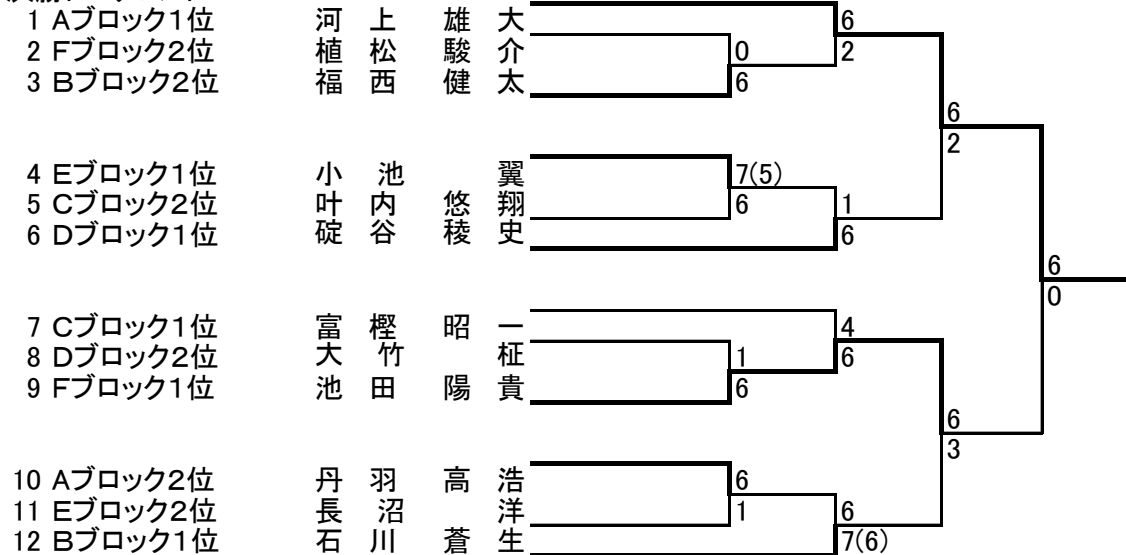 1 Aブロック1位 河上 雄大 6
2 Fブロック2位 植松 駿介 0 2
3 Bブロック2位 福西 健太 6
6
2
4 Eブロック1位 小池 翼 7(5)
5 Cブロック2位 叶内 悠翔 6 1
6 Dブロック1位 碇谷 稜史 6
6
0
7 Cブロック1位 富樫 昭一 4
8 Dブロック2位 大竹 柾 1 6
9 Fブロック1位 池田 陽貴 6
6
3
10 Aブロック2位 丹羽 高浩 6
11 Eブロック2位 長沼 洋 1 6
12 Bブロック1位 石川 蒼生 7(6)